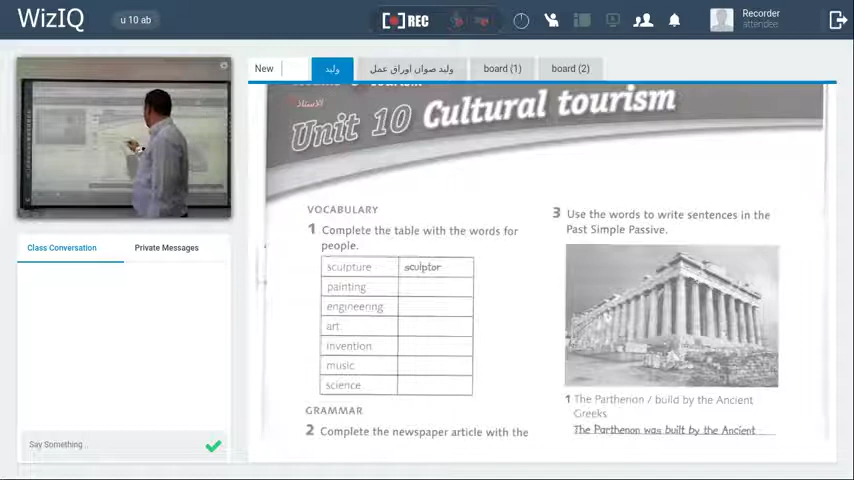 WizIQ
u 10 ab
REC
Recorder
attendee
New
وليد
وليد صوان اوراق عمل
board (1)
board (2)
Class Conversation
Private Messages
Say Something...
الاستاذ
Unit 10 Cultural tourism
VOCABULARY
1 Complete the table with the words for
people.
sculpture sculptor
painting
engineering
art
invention
music
science
GRAMMAR
2 Complete the newspaper article with the
3 Use the words to write sentences in the
Past Simple Passive.
1 The Parthenon / build by the Ancient
Greeks
The Parthenon was built by the Ancient